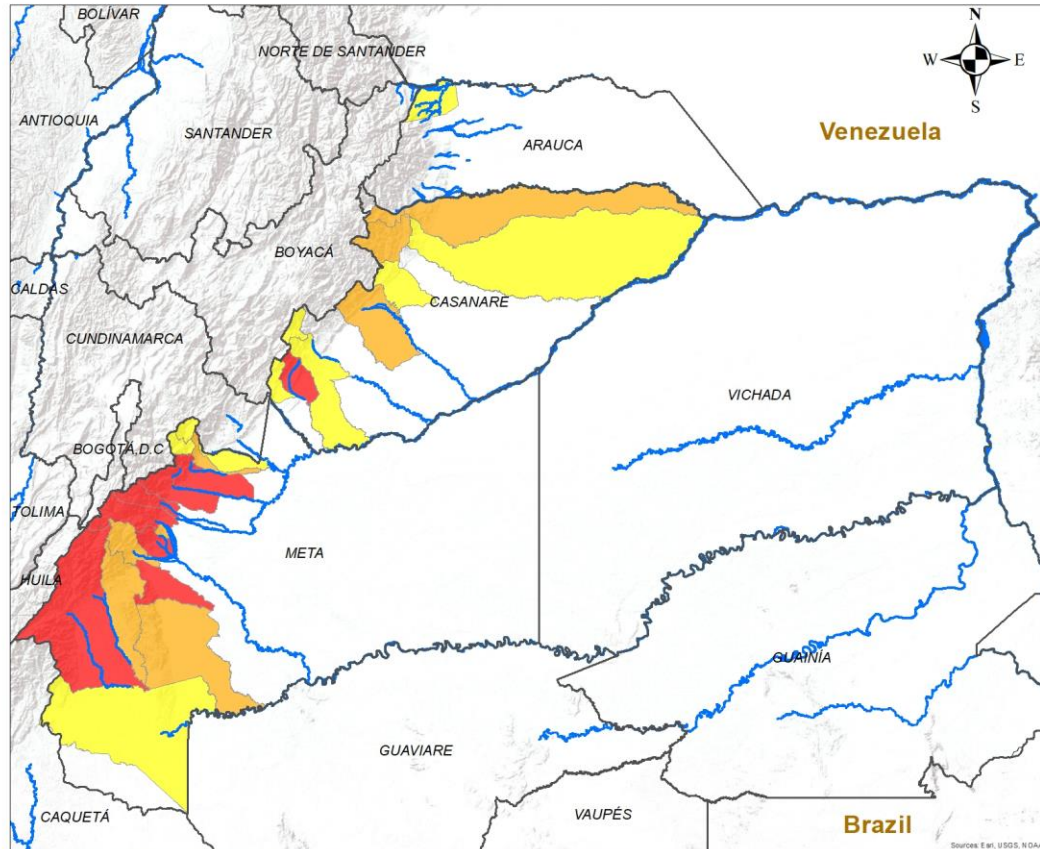 BOLÍVAR
NORTE DE SANTANDER
N
W
E
S
ANTIOQUIA
SANTANDER
ARAUCA
Venezuela
BOYACÁ
CALDAS
CASANARE
CUNDINAMARCA
VICHADA
BOGOTÁ,D.C
TOLIMA
META
HUILA
GUAINÍA
GUAVIARE
CAQUETÁ
VAUPÉS
Brazil
Sources: Esri, USGS, NOAA